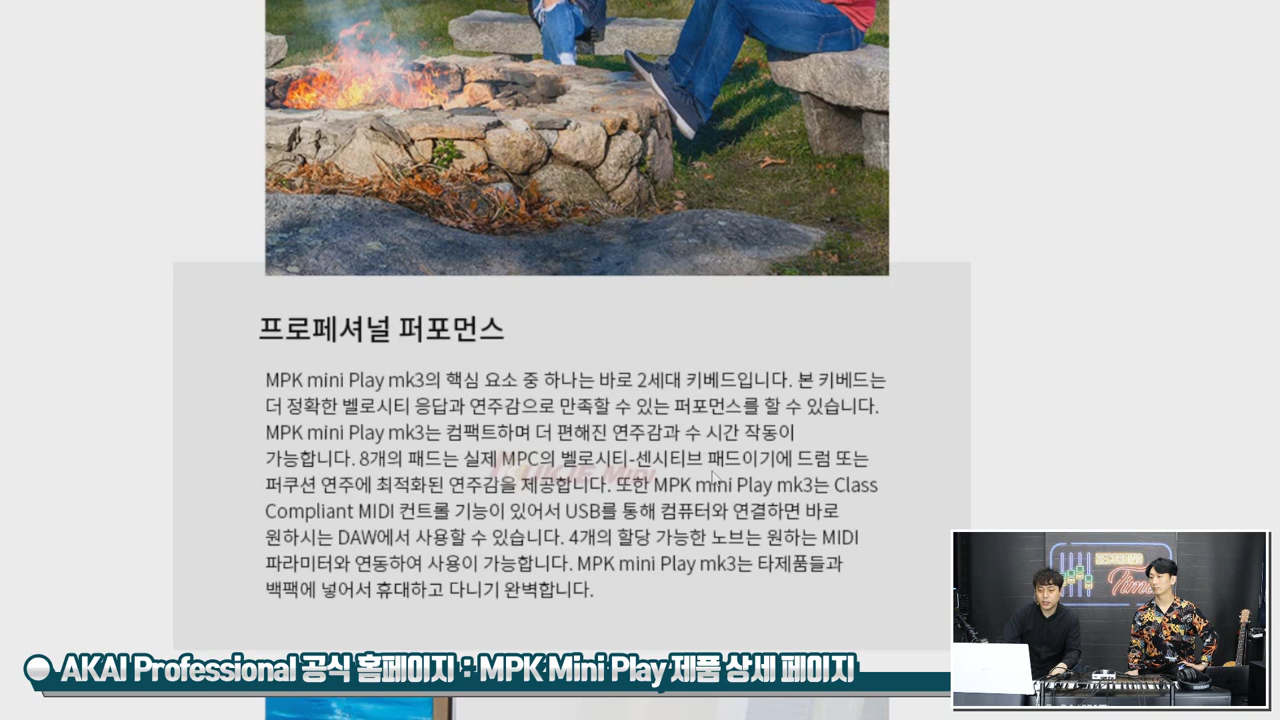 프로페셔널 퍼포먼스
MPK mini Play mk3의 핵심 요소 중 하나는 바로 2세대 키베드입니다. 본 키베드는
더 정확한 벨로시티 응답과 연주감으로 만족할 수 있는 퍼포먼스를 할 수 있습니다.
MPK mini Play mk3는 컴팩트하며 더 편해진 연주감과 수 시간 작동이
가능합니다. 8개의 패드는 실제 MPC의 벨로시티-센시티브 패드이기에 드럼 또는
퍼쿠션 연주에 최적화된 연주감을 제공합니다. 또한 MPK mini Play mk3는 Class
Compliant MIDI 컨트롤 기능이 있어서 USB를 통해 컴퓨터와 연결하면 바로
원하시는 DAW에서 사용할 수 있습니다. 4개의 할당 가능한 노브는 원하는 MIDI
파라미터와 연동하여 사용이 가능합니다. MPK mini Play mk3는 타제품들과
백팩에 넣어서 휴대하고 다니기 완벽합니다.
Time
AKAI Professional 공식 홈페이지 : MPK Mini Play 제품 상세 페이지